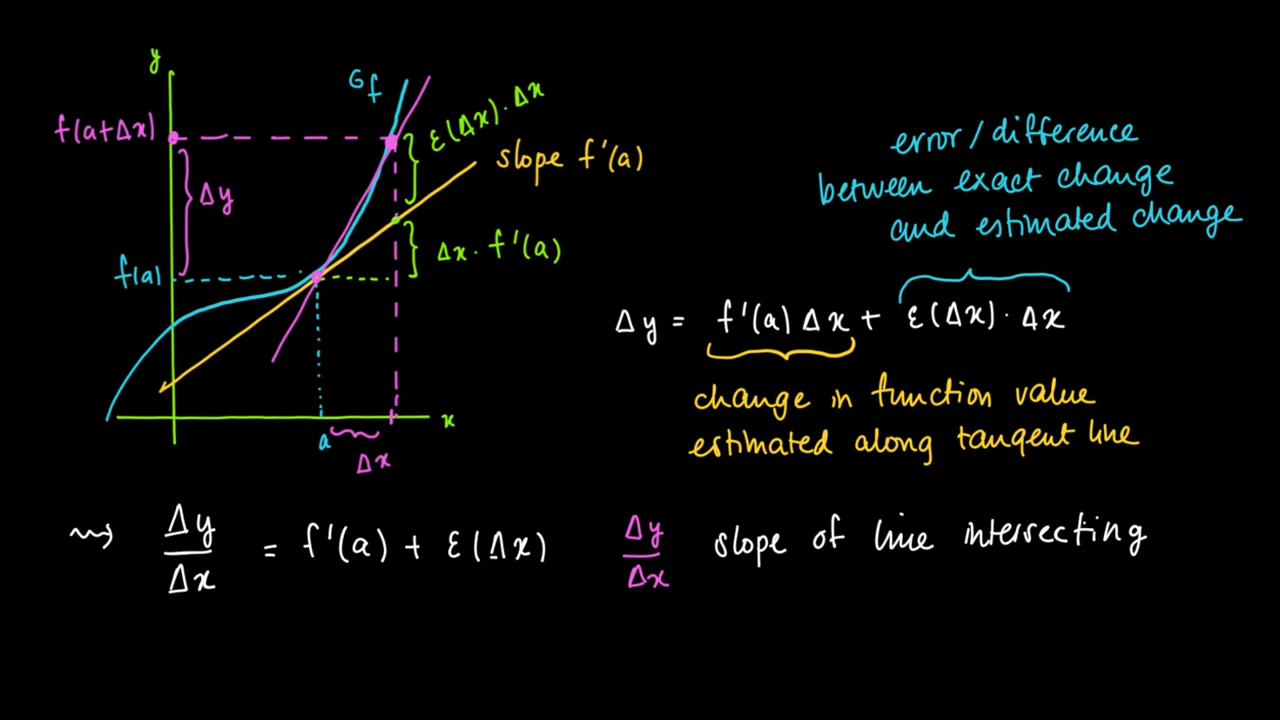 y
G_f
f(a+Δx)
ε(Δx)·Δx
slope f'(a)
Δy
Δx·f'(a)
f(a)
x
a
Δx
error/difference
between exact change
and estimated change
Δy = f'(a) Δx + ε(Δx)·Δx
change in function value
estimated along tangent line
⇝ Δy/Δx = f'(a) + ε(Δx)
Δy/Δx slope of line intersecting